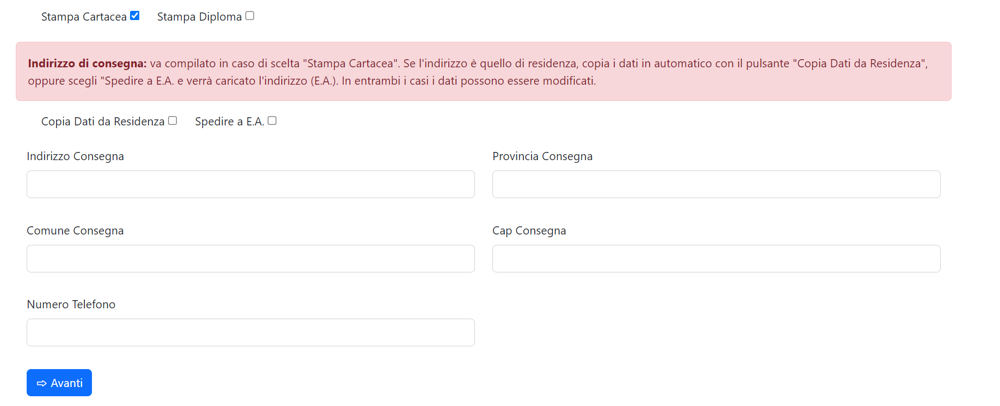 Stampa Cartacea Stampa Diploma
Indirizzo di consegna: va compilato in caso di scelta "Stampa Cartacea". Se l'indirizzo è quello di residenza, copia i dati in automatico con il pulsante "Copia Dati da Residenza",
oppure scegli "Spedire a E.A. e verrà caricato l'indirizzo (E.A.). In entrambi i casi i dati possono essere modificati.
Copia Dati da Residenza Spedire a E.A.
Indirizzo Consegna Provincia Consegna
Comune Consegna Cap Consegna
Numero Telefono
⇨ Avanti